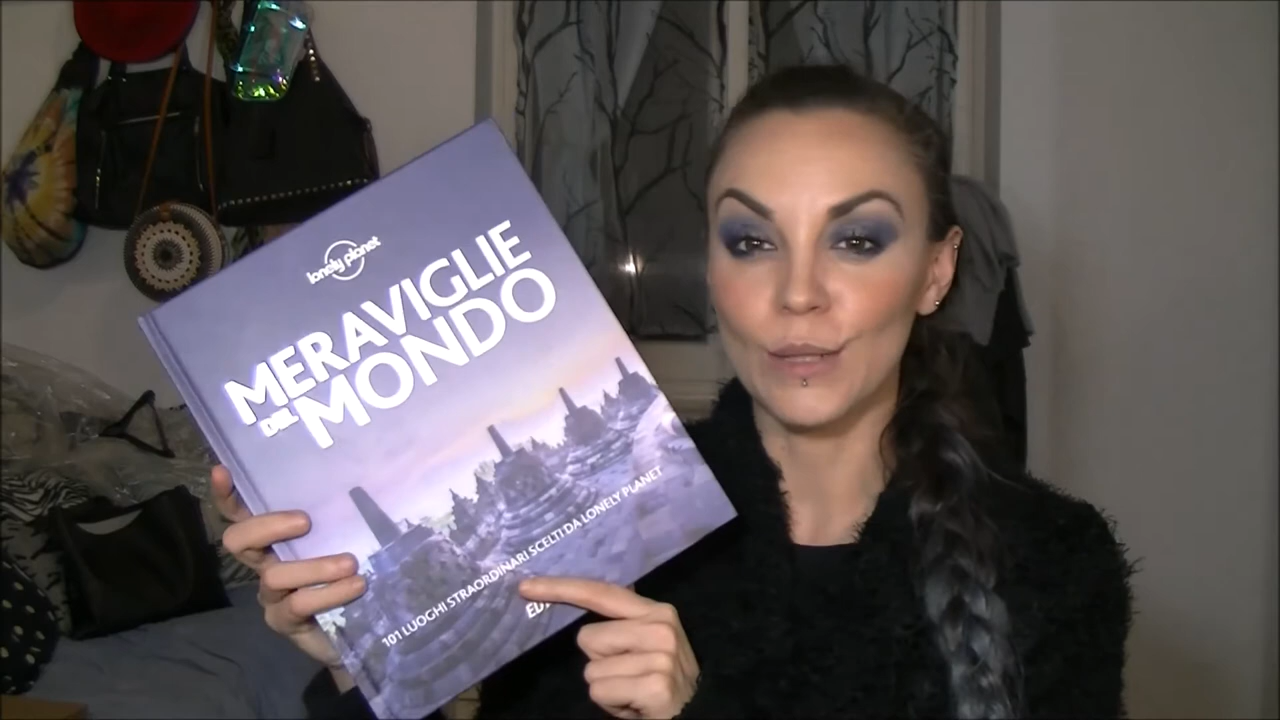 lonely planet
MERAVIGLIE
DEL MONDO
101 LUOGHI STRAORDINARI SCELTI DA LONELY PLANET